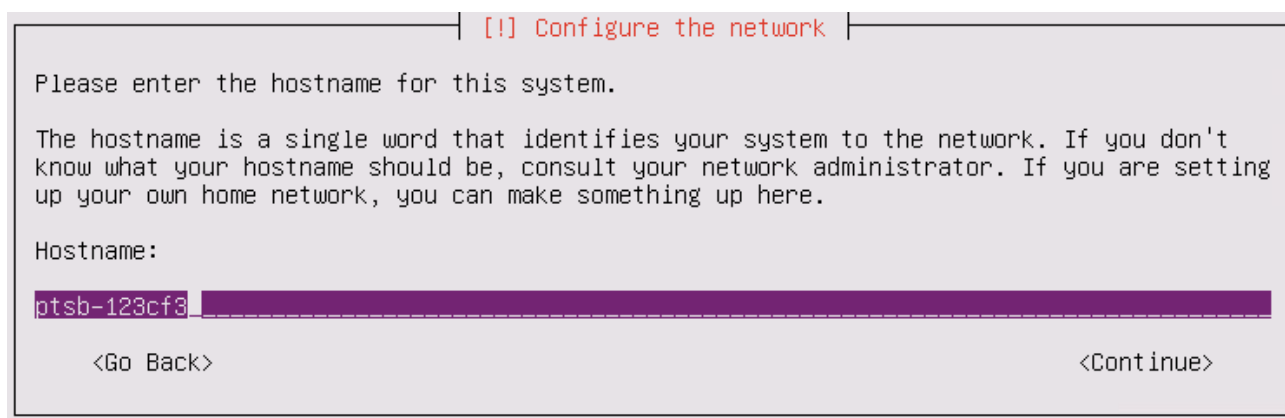 [!] Configure the network
Please enter the hostname for this system.
The hostname is a single word that identifies your system to the network. If you don't
know what your hostname should be, consult your network administrator. If you are setting
up your own home network, you can make something up here.
Hostname:
ptsb-123cf3
<Go Back> <Continue>